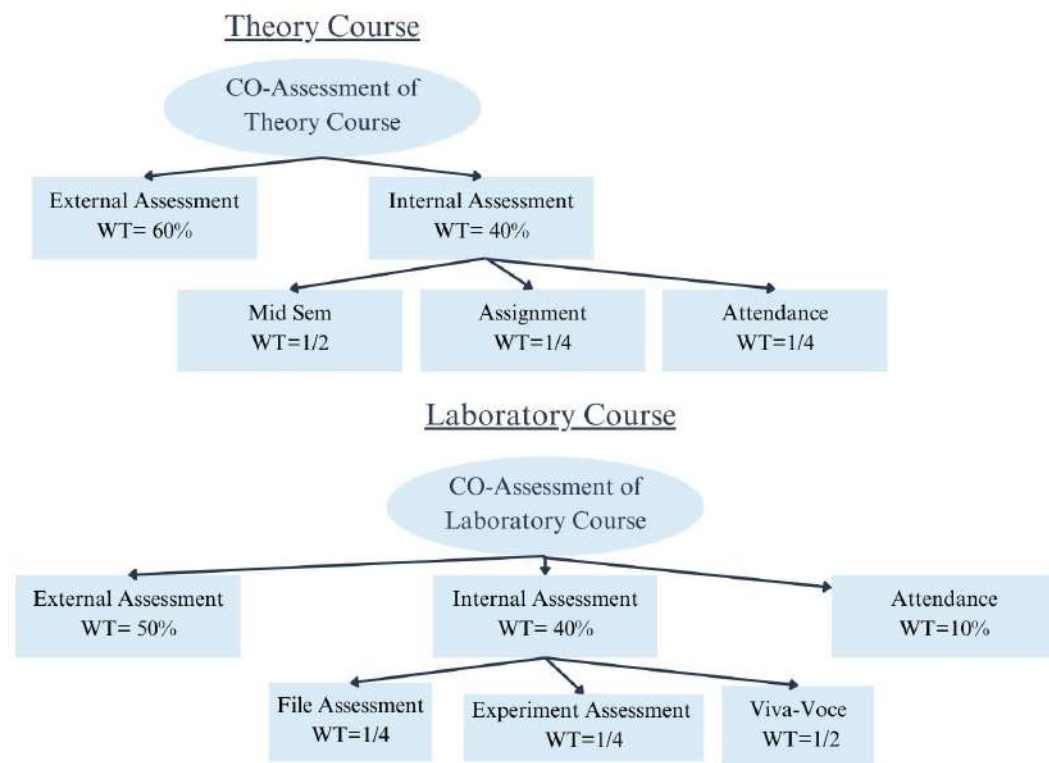 Theory Course
CO-Assessment of
Theory Course
External Assessment
WT= 60%
Internal Assessment
WT= 40%
Mid Sem
WT=1/2
Assignment
WT=1/4
Attendance
WT=1/4
Laboratory Course
CO-Assessment of
Laboratory Course
External Assessment
WT= 50%
Internal Assessment
WT= 40%
Attendance
WT=10%
File Assessment
WT=1/4
Experiment Assessment
WT=1/4
Viva-Voce
WT=1/2